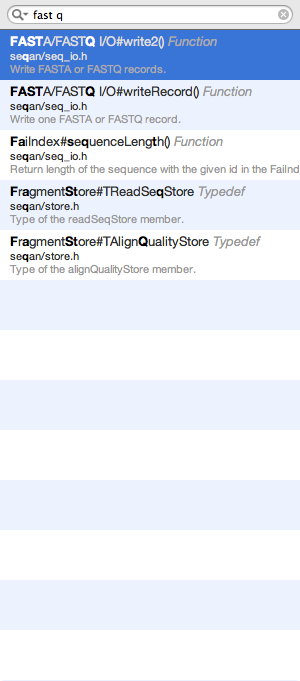 fast q
FASTA/FASTQ I/O#write2() Function
seqan/seq_io.h
Write FASTA or FASTQ records.
FASTA/FASTQ I/O#writeRecord() Function
seqan/seq_io.h
Write one FASTA or FASTQ record.
FaiIndex#sequenceLength() Function
seqan/seq_io.h
Return length of the sequence with the given id in the FaiInd
FragmentStore#TReadSeqStore Typedef
seqan/store.h
Type of the readSeqStore member.
FragmentStore#TAlignQualityStore Typedef
seqan/store.h
Type of the alignQualityStore member.